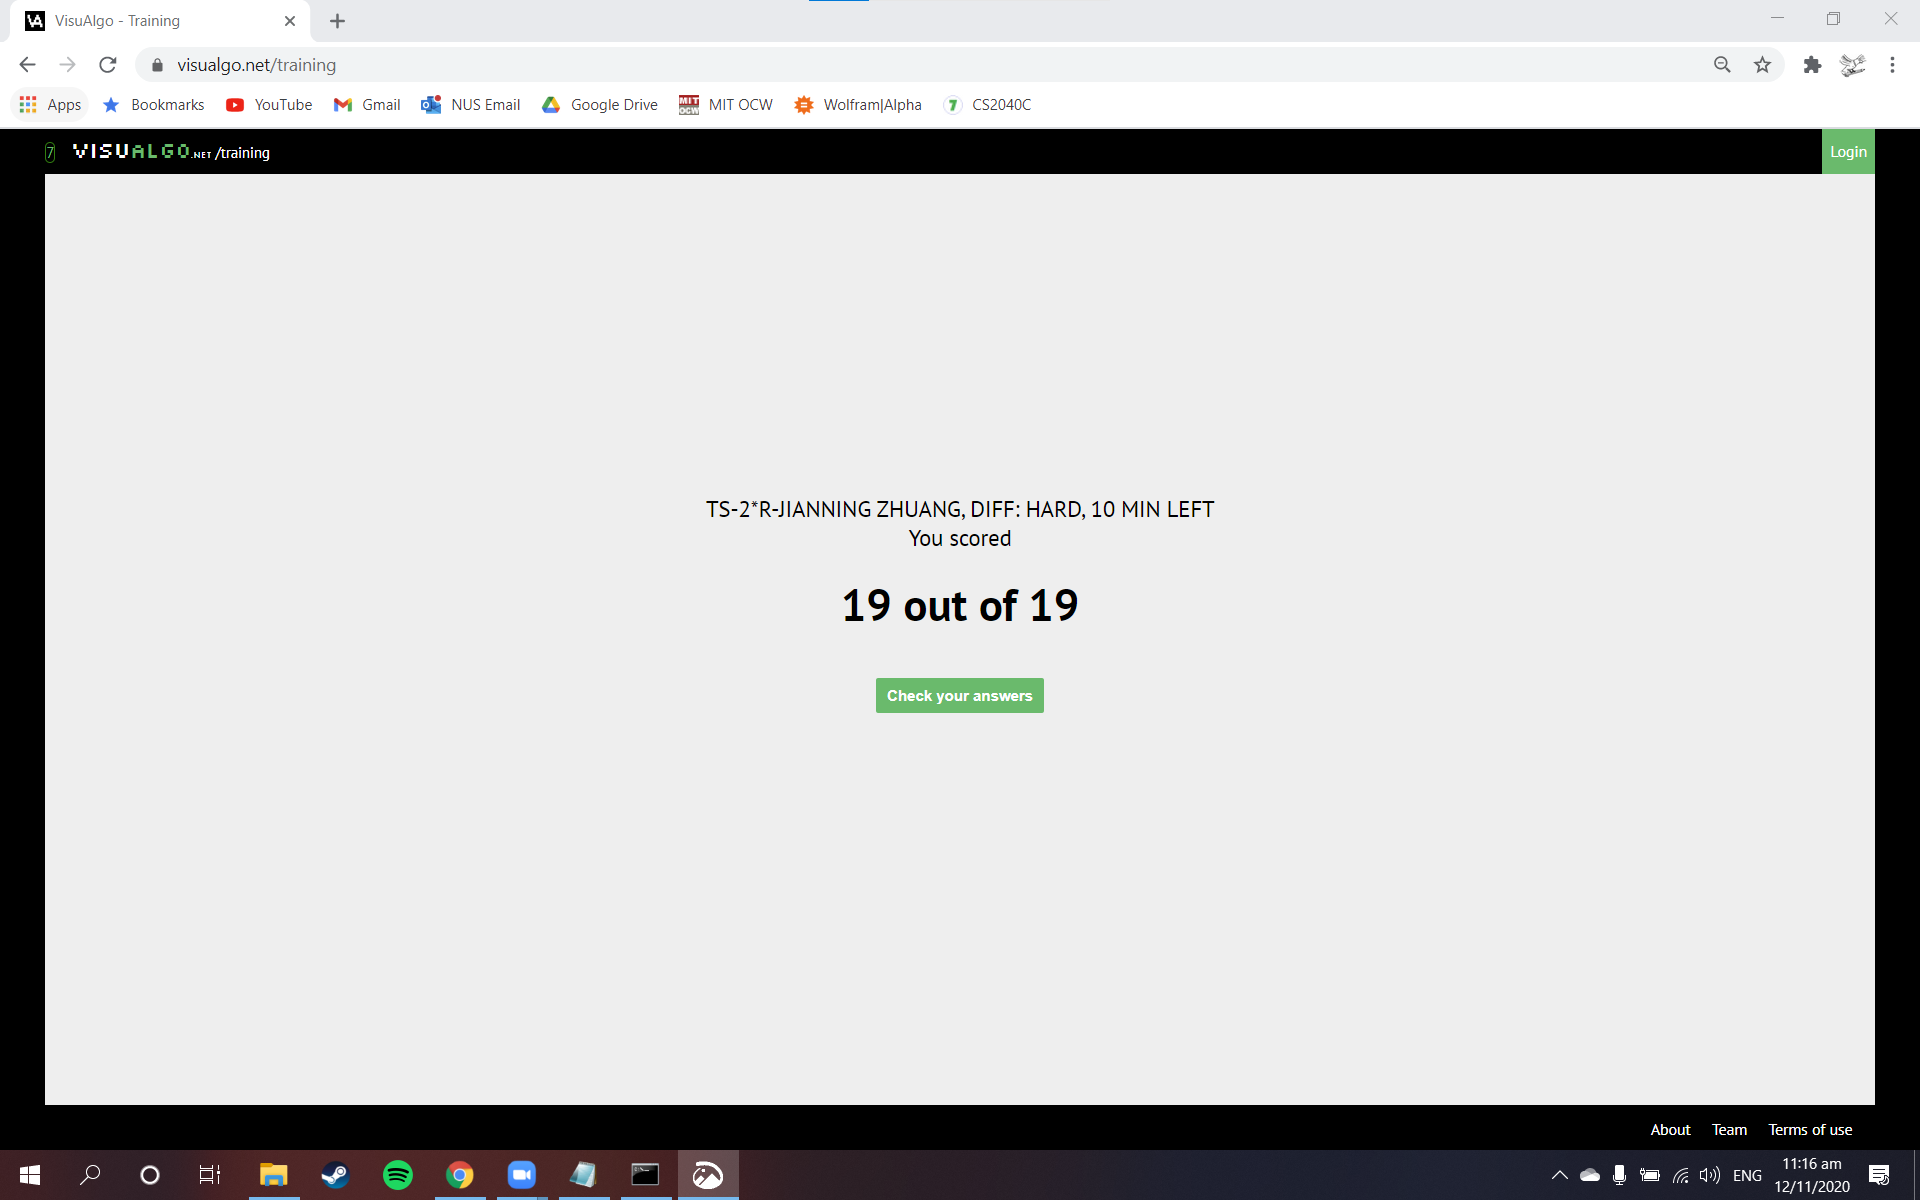 VisuAlgo - Training
visualgo.net/training
Apps Bookmarks YouTube Gmail NUS Email Google Drive MIT OCW Wolfram|Alpha 7 CS2040C
7 VISUALGO.NET /training Login
TS-2*R-JIANNING ZHUANG, DIFF: HARD, 10 MIN LEFT
You scored
19 out of 19
Check your answers
About Team Terms of use
ENG 11:16 am
12/11/2020